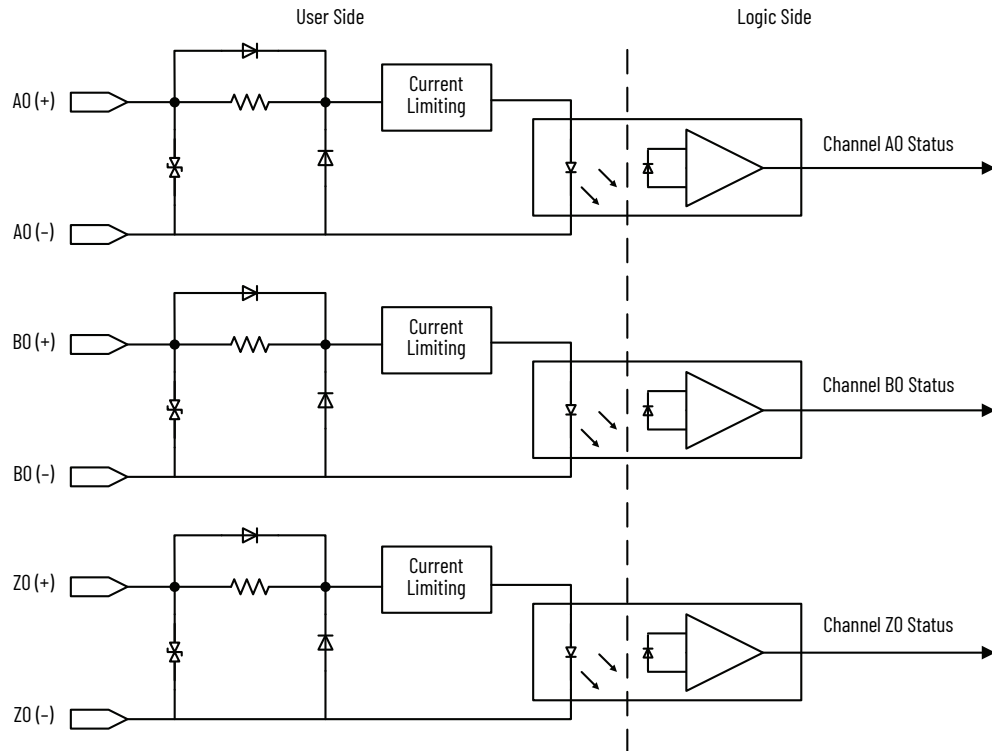 User Side
Logic Side
A0 (+)
Current
Limiting
Channel A0 Status
A0 (-)
B0 (+)
Current
Limiting
Channel B0 Status
B0 (-)
Z0 (+)
Current
Limiting
Channel Z0 Status
Z0 (-)